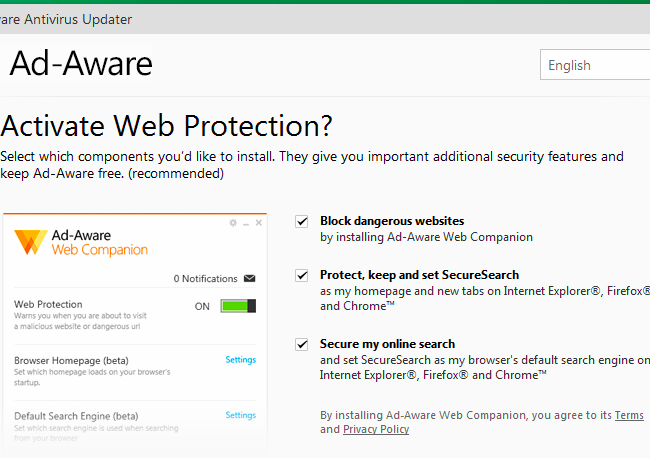 are Antivirus Updater
Ad-Aware
English
Activate Web Protection?
Select which components you'd like to install. They give you important additional security features and
keep Ad-Aware free. (recommended)
Ad-Aware
Web Companion
0 Notifications
Web Protection
ON
Warns you when you are about to visit
a malicious website or dangerous url
Browser Homepage (beta)
Settings
Set which homepage loads on your browser's
startup.
Default Search Engine (beta)
Settings
Set which search engine is used when searching
from your browser
Block dangerous websites
by installing Ad-Aware Web Companion
Protect, keep and set SecureSearch
as my homepage and new tabs on Internet Explorer®, Firefox®
and Chrome™
Secure my online search
and set SecureSearch as my browser's default search engine on
Internet Explorer®, Firefox® and Chrome™
By installing Ad-Aware Web Companion, you agree to its Terms
and Privacy Policy